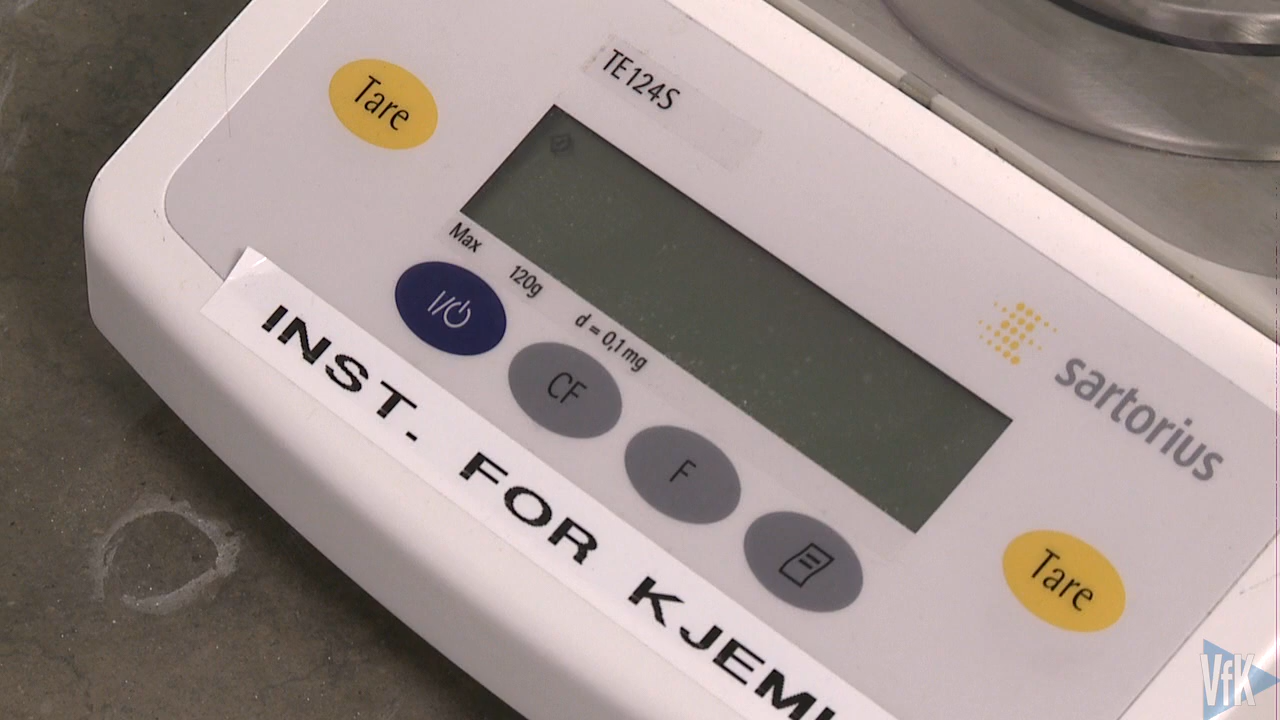 TE124S
Tare
Max 120g d = 0,1 mg
I/
CF
F
sartorius
Tare
INST. FOR KJEMI
VfK